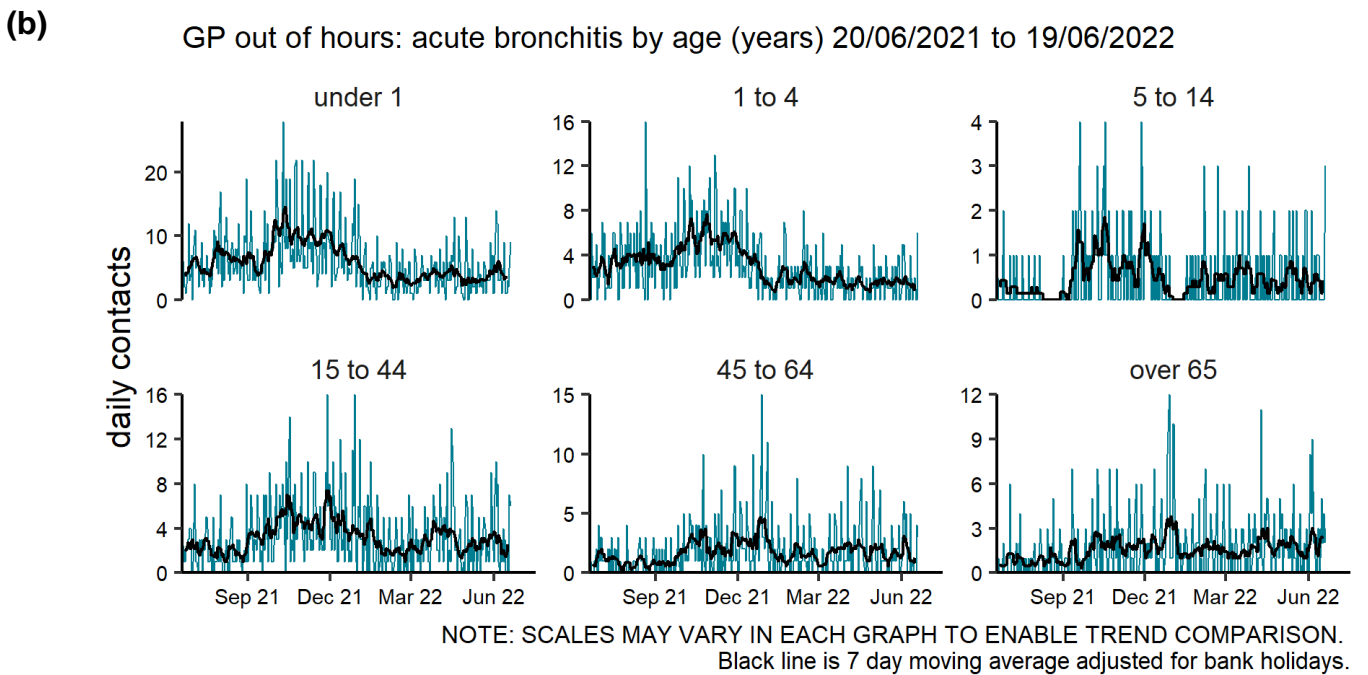 (b)
GP out of hours: acute bronchitis by age (years) 20/06/2021 to 19/06/2022
daily contacts
under 1
20
10
0
1 to 4
16
12
8
4
0
5 to 14
4
3
2
1
0
15 to 44
16
12
8
4
0
Sep 21 Dec 21 Mar 22 Jun 22
45 to 64
15
10
5
0
Sep 21 Dec 21 Mar 22 Jun 22
over 65
12
9
6
3
0
Sep 21 Dec 21 Mar 22 Jun 22
NOTE: SCALES MAY VARY IN EACH GRAPH TO ENABLE TREND COMPARISON.
Black line is 7 day moving average adjusted for bank holidays.